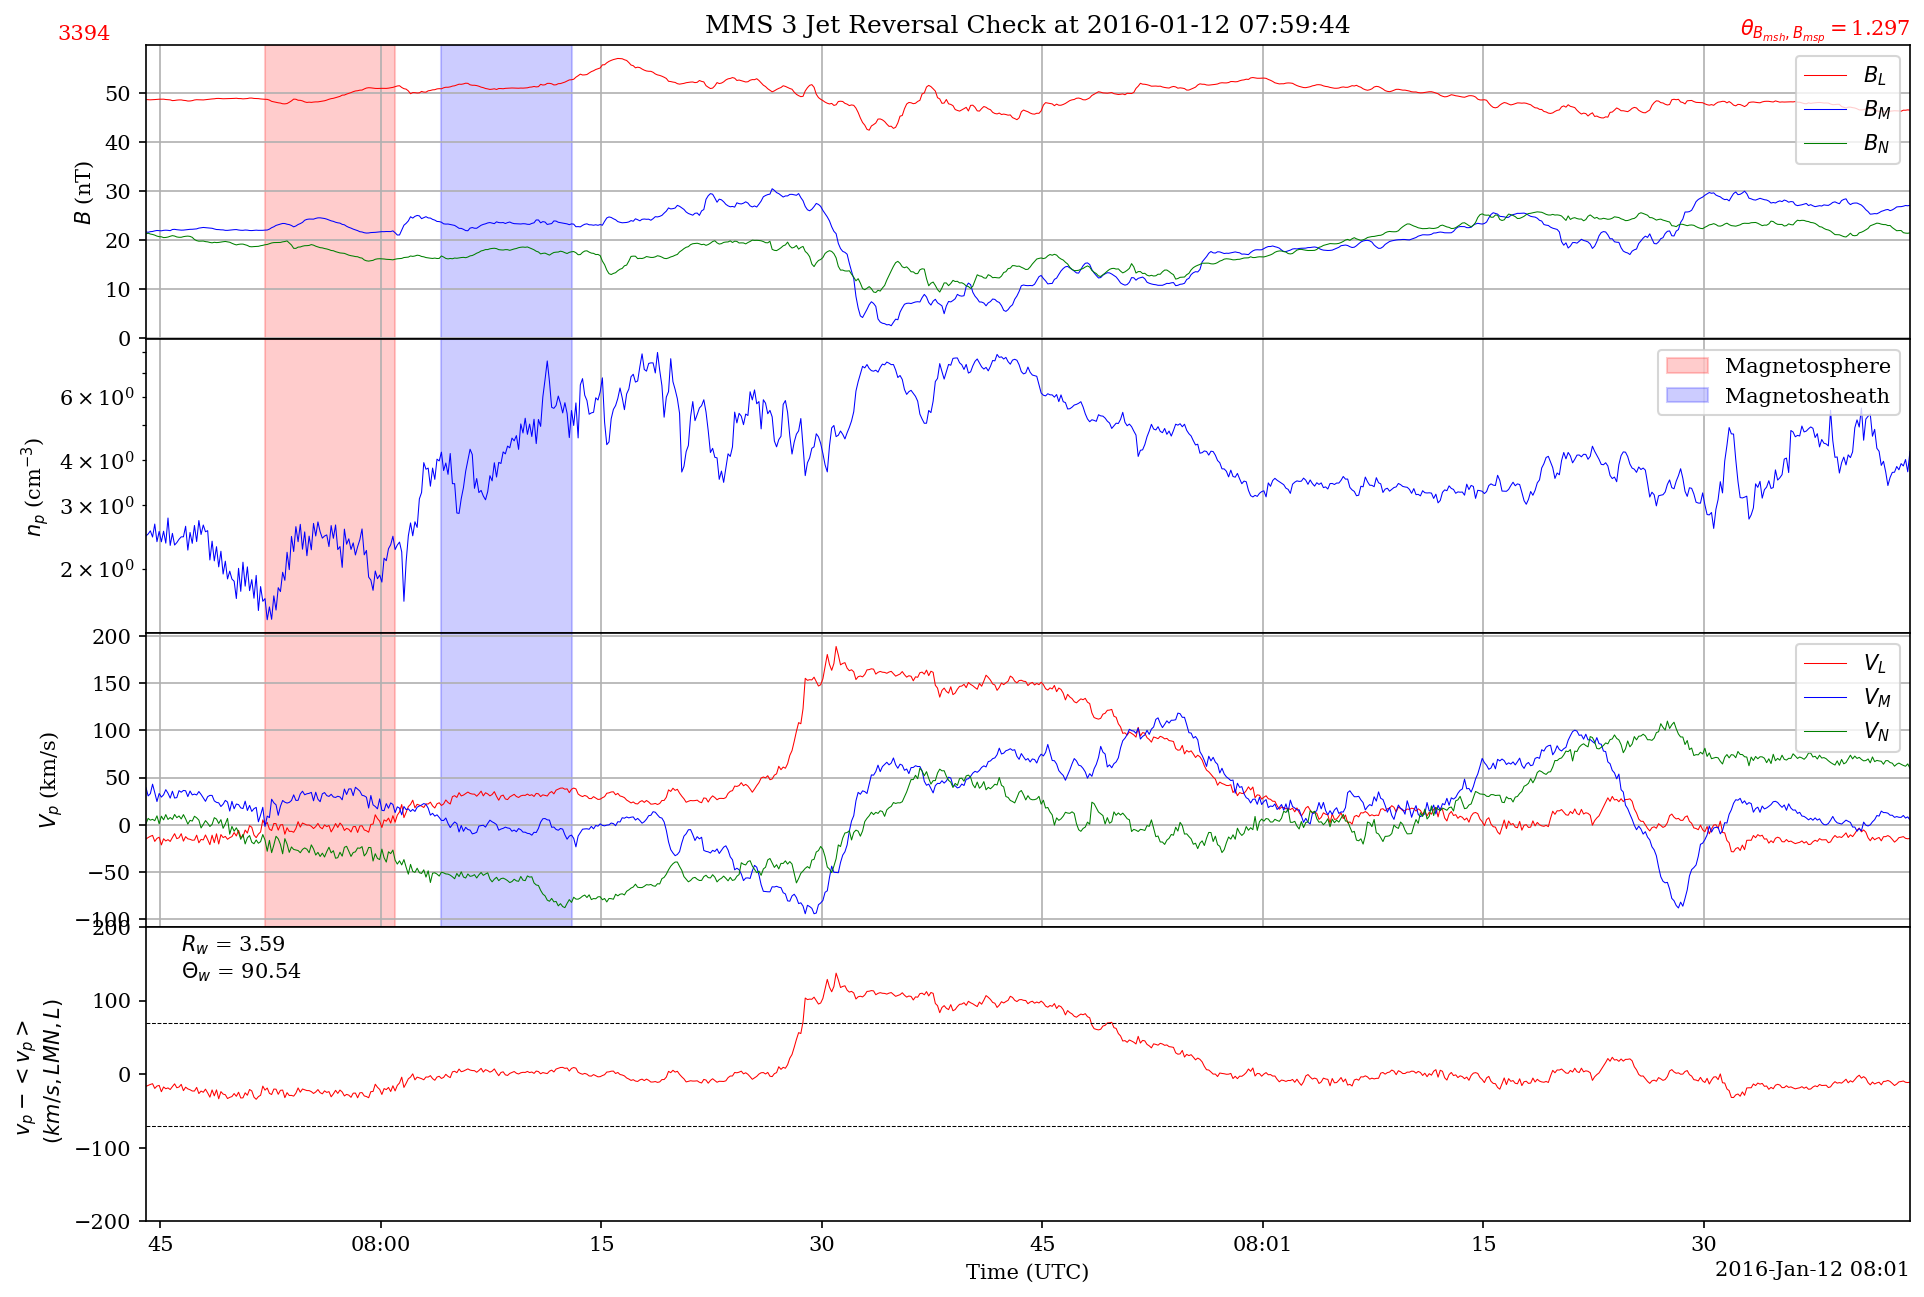 MMS 3 Jet Reversal Check at 2016-01-12 07:59:44
3394
θ_{B_{msh}, B_{msp}} = 1.297
B (nT)
50
40
30
20
10
0
B_L
B_M
B_N
n_p (cm^{-3})
6 × 10^0
4 × 10^0
3 × 10^0
2 × 10^0
Magnetosphere
Magnetosheath
V_p (km/s)
200
150
100
50
0
−50
−100
V_L
V_M
V_N
v_p − < v_p >
(km/s, LMN, L)
200
100
0
−100
−200
R_w = 3.59
Θ_w = 90.54
45 08:00 15 30 45 08:01 15 30
Time (UTC)
2016-Jan-12 08:01